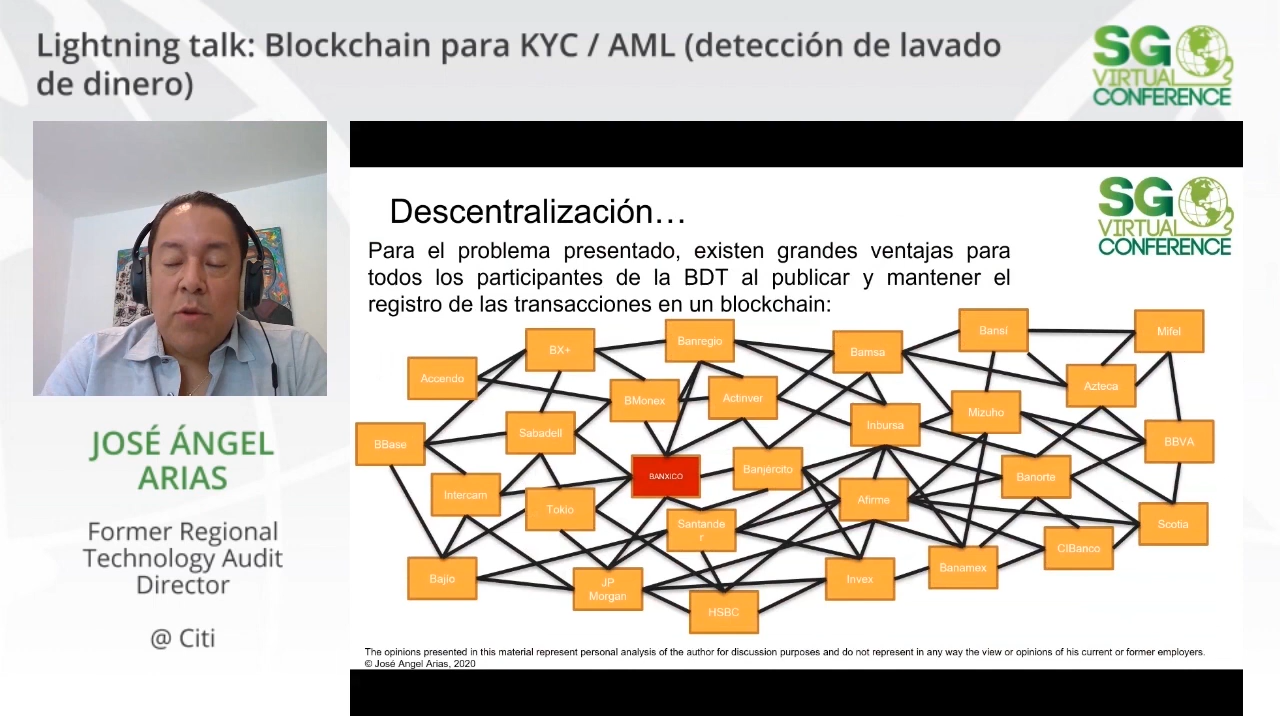 Lightning talk: Blockchain para KYC / AML (detección de lavado
de dinero)
SG
VIRTUAL
CONFERENCE
JOSÉ ÁNGEL
ARIAS
Former Regional
Technology Audit
Director
@ Citi
SG
VIRTUAL
CONFERENCE
Descentralización…
Para el problema presentado, existen grandes ventajas para
todos los participantes de la BDT al publicar y mantener el
registro de las transacciones en un blockchain:
Bansí
Mifel
Banregio
BX+
Bamsa
Accendo
Azteca
BMonex
Actinver
Mizuho
Inbursa
Sabadell
BBase
BBVA
BANXICO
Banjército
Banorte
Intercam
Afirme
Tokio
Santande
r
Scotia
CIBanco
Banamex
Bajío
JP
Morgan
Invex
HSBC
The opinions presented in this material represent personal analysis of the author for discussion purposes and do not represent in any way the view or opinions of his current or former employers.
© José Angel Arias, 2020